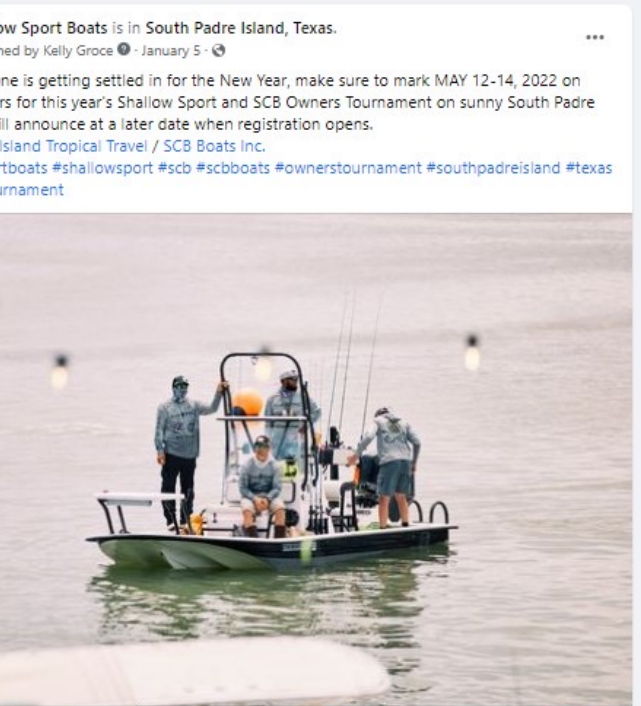 ow Sport Boats is in South Padre Island, Texas.
ned by Kelly Groce · January 5 ·
ne is getting settled in for the New Year, make sure to mark MAY 12-14, 2022 on
rs for this year's Shallow Sport and SCB Owners Tournament on sunny South Padre
ill announce at a later date when registration opens.
Island Tropical Travel / SCB Boats Inc.
rtboats #shallowsport #scb #scbboats #ownerstournament #southpadreisland #texas
urnament